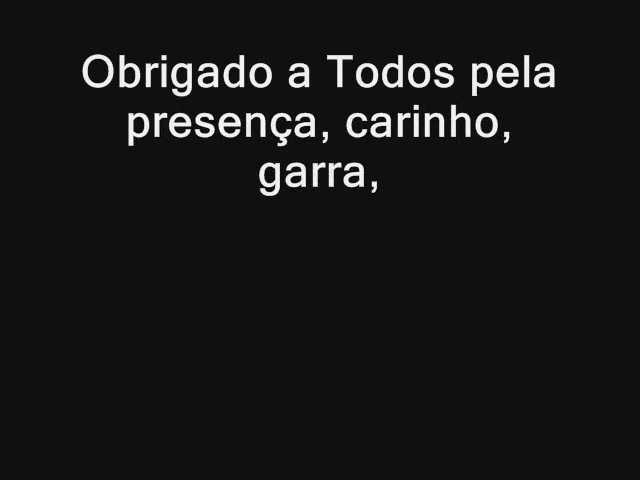 Obrigado a Todos pela
presença, carinho,
garra,